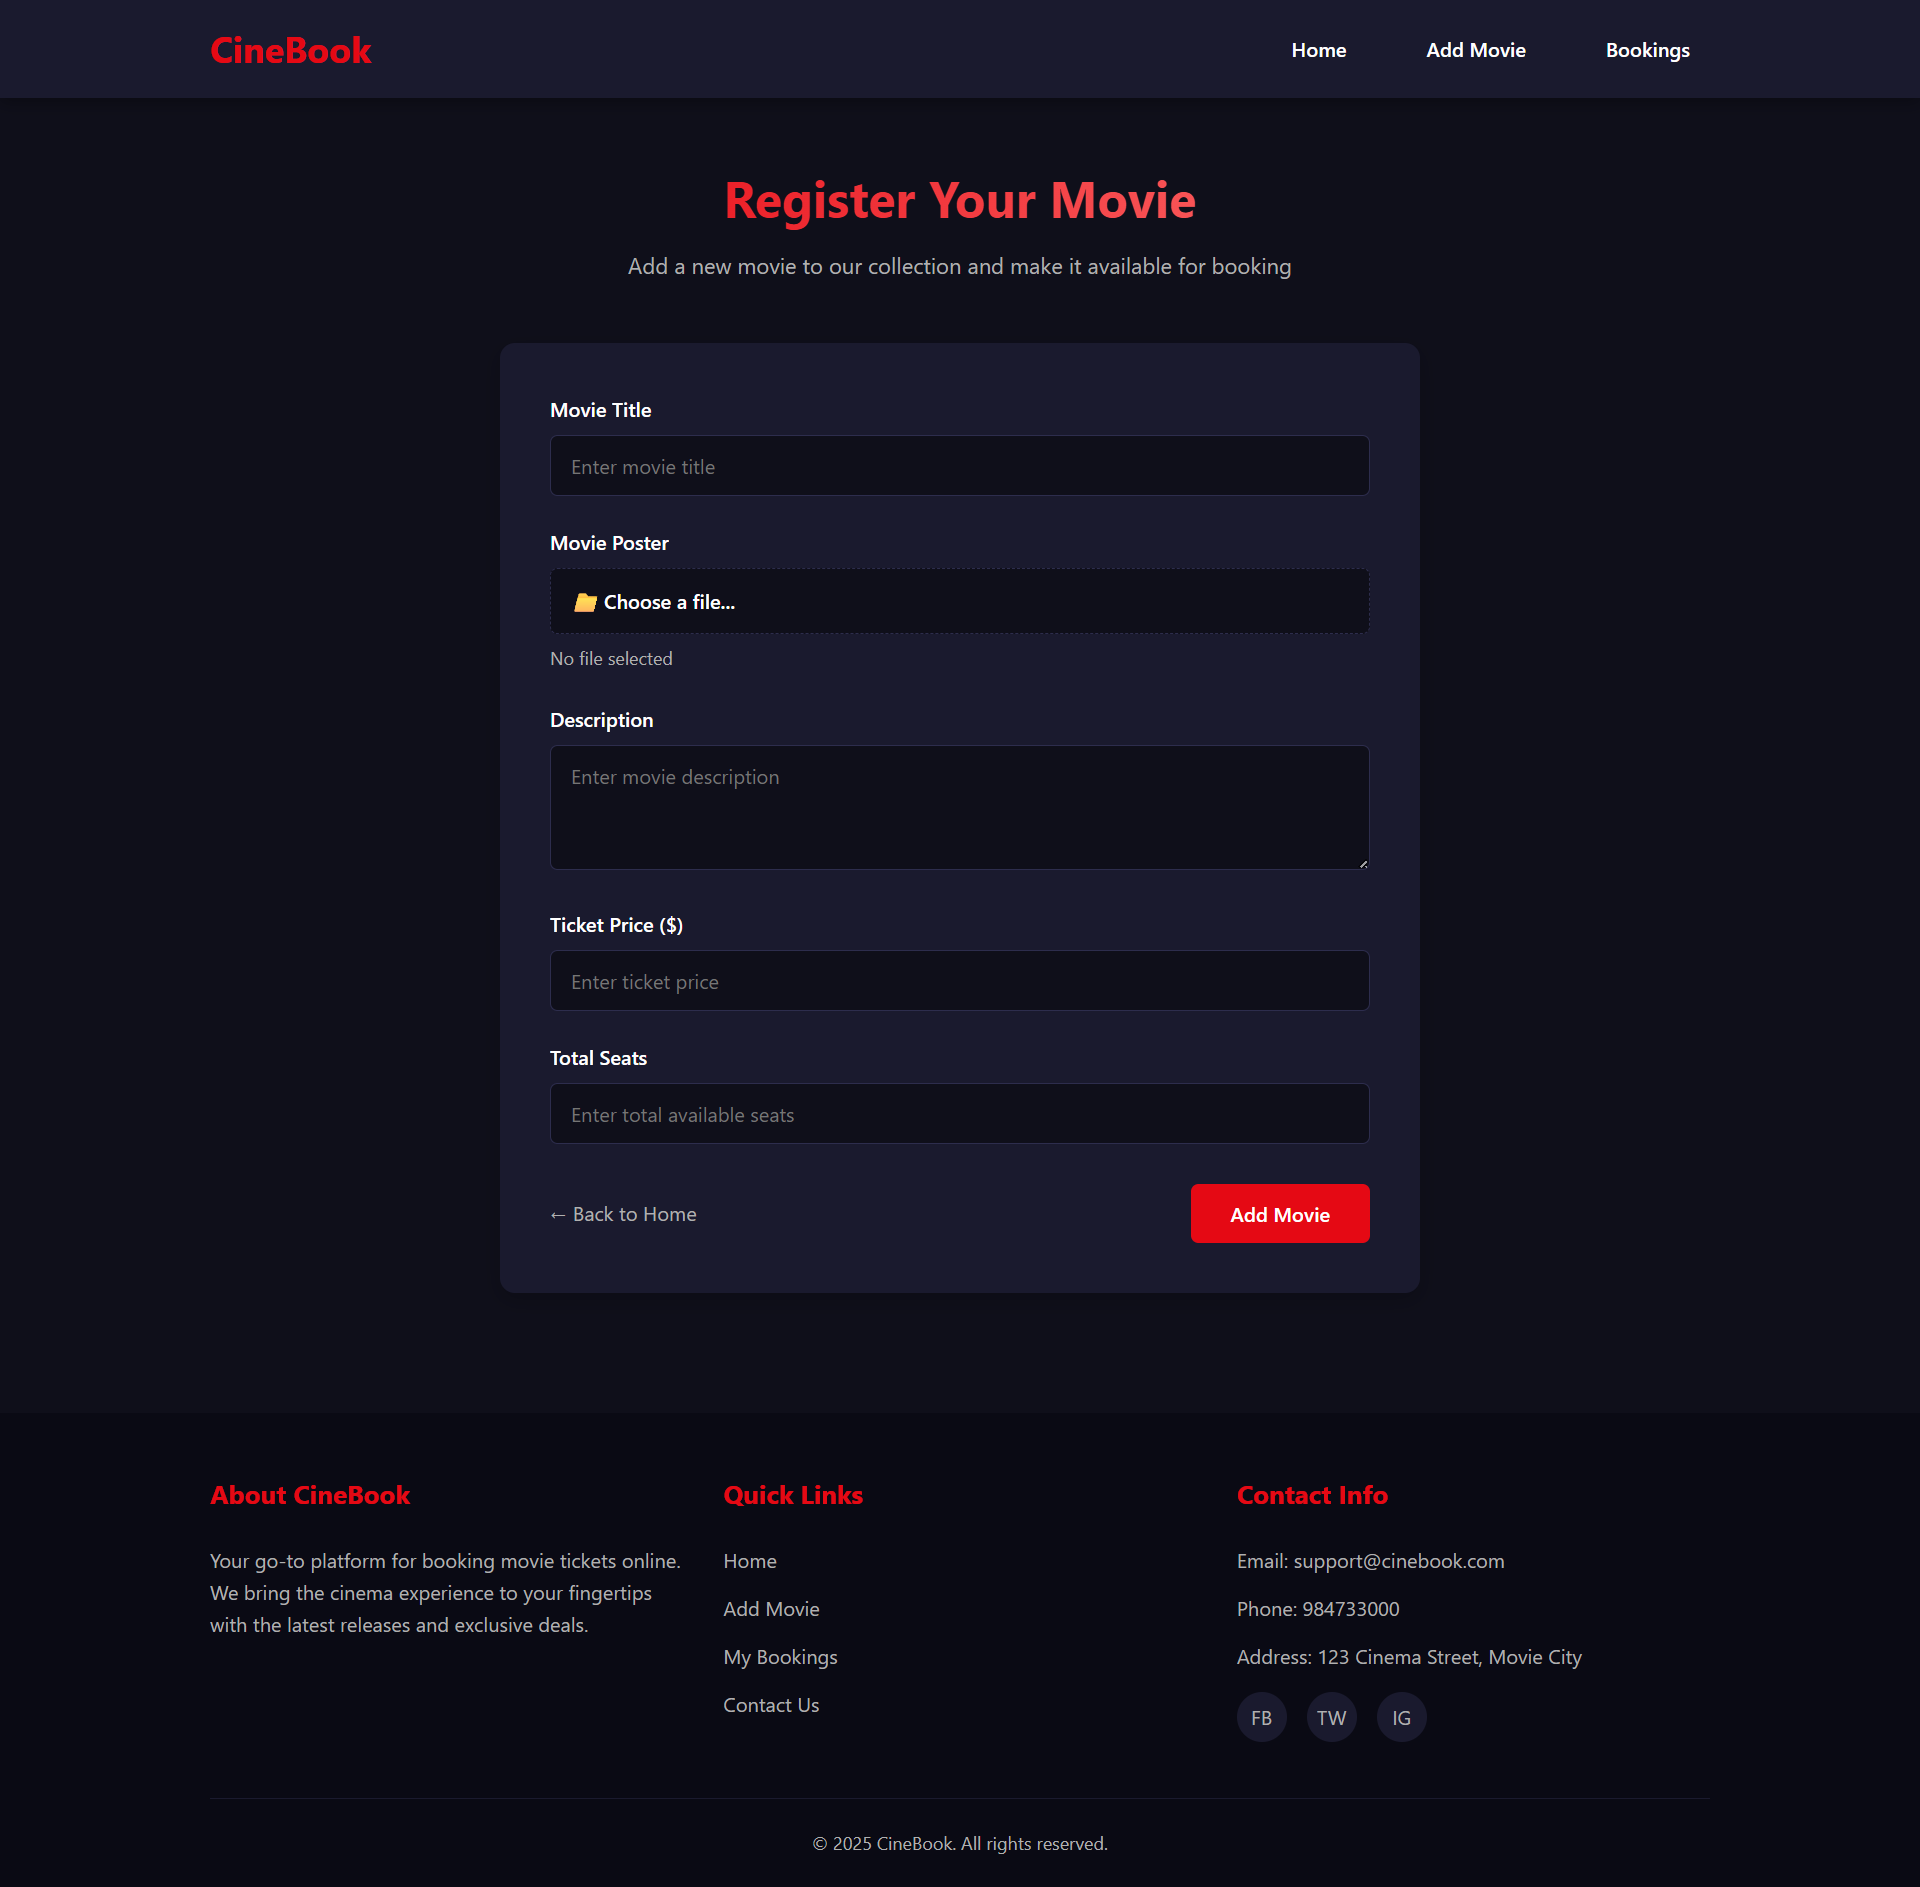 CineBook
Home
Add Movie
Bookings
Register Your Movie
Add a new movie to our collection and make it available for booking
Movie Title
Enter movie title
Movie Poster
📁 Choose a file...
No file selected
Description
Enter movie description
Ticket Price ($)
Enter ticket price
Total Seats
Enter total available seats
← Back to Home
Add Movie
About CineBook
Your go-to platform for booking movie tickets online.
We bring the cinema experience to your fingertips
with the latest releases and exclusive deals.
Quick Links
Home
Add Movie
My Bookings
Contact Us
Contact Info
Email: support@cinebook.com
Phone: 984733000
Address: 123 Cinema Street, Movie City
FB
TW
IG
© 2025 CineBook. All rights reserved.